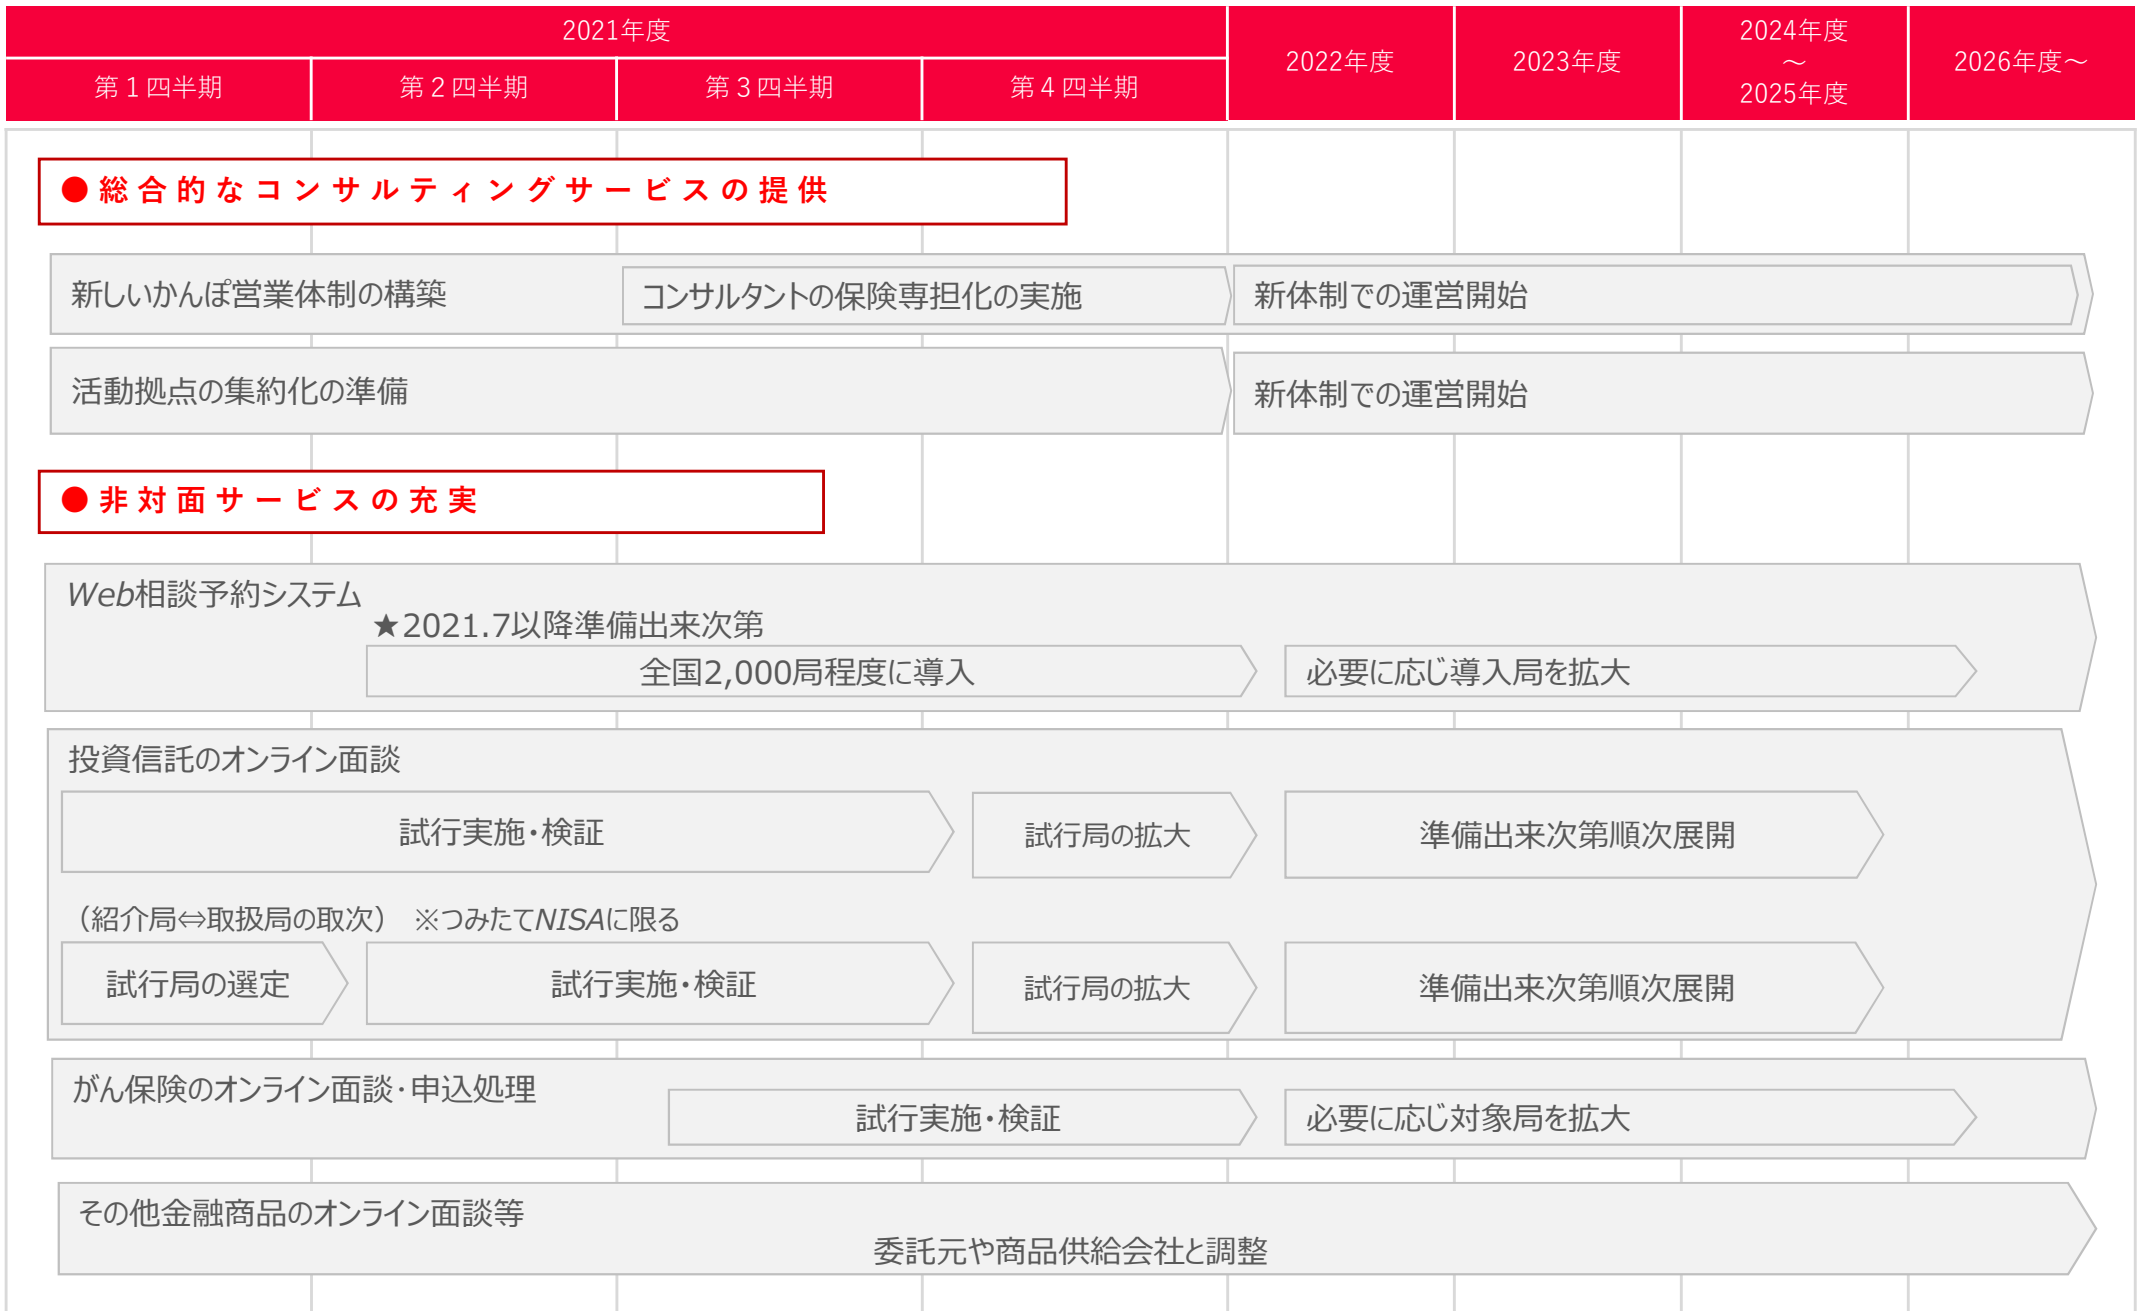 2021年度
2022年度
2023年度
2024年度
～
2025年度
2026年度～
第１四半期
第２四半期
第３四半期
第４四半期
●総合的なコンサルティングサービスの提供
新しいかんぽ営業体制の構築
コンサルタントの保険専担化の実施
新体制での運営開始
活動拠点の集約化の準備
新体制での運営開始
●非対面サービスの充実
Web相談予約システム
★2021.7以降準備出来次第
全国2,000局程度に導入
必要に応じ導入局を拡大
投資信託のオンライン面談
試行実施・検証
試行局の拡大
準備出来次第順次展開
（紹介局⇔取扱局の取次）　※つみたてNISAに限る
試行局の選定
試行実施・検証
試行局の拡大
準備出来次第順次展開
がん保険のオンライン面談・申込処理
試行実施・検証
必要に応じ対象局を拡大
その他金融商品のオンライン面談等
委託元や商品供給会社と調整